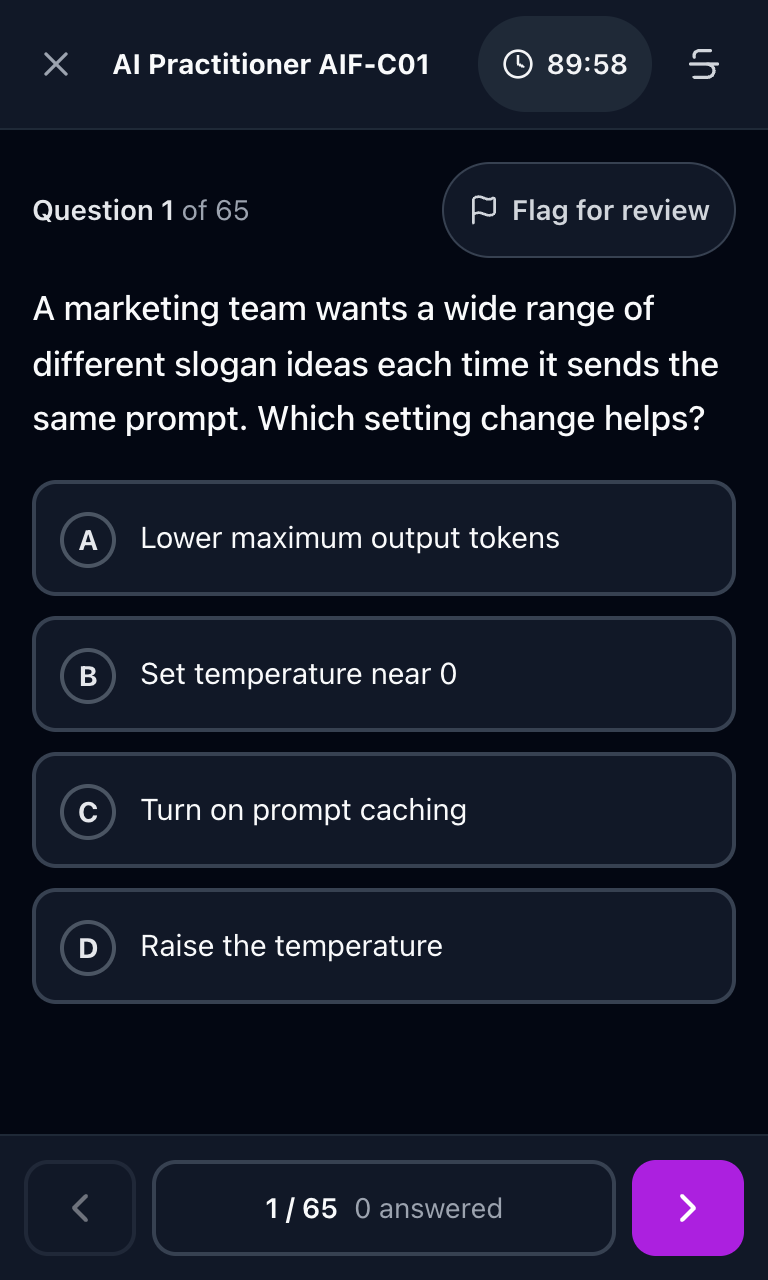 AI Practitioner AIF-C01
89:58
Question 1 of 65
Flag for review
A marketing team wants a wide range of
different slogan ideas each time it sends the
same prompt. Which setting change helps?
A Lower maximum output tokens
B Set temperature near 0
C Turn on prompt caching
D Raise the temperature
1 / 65 0 answered